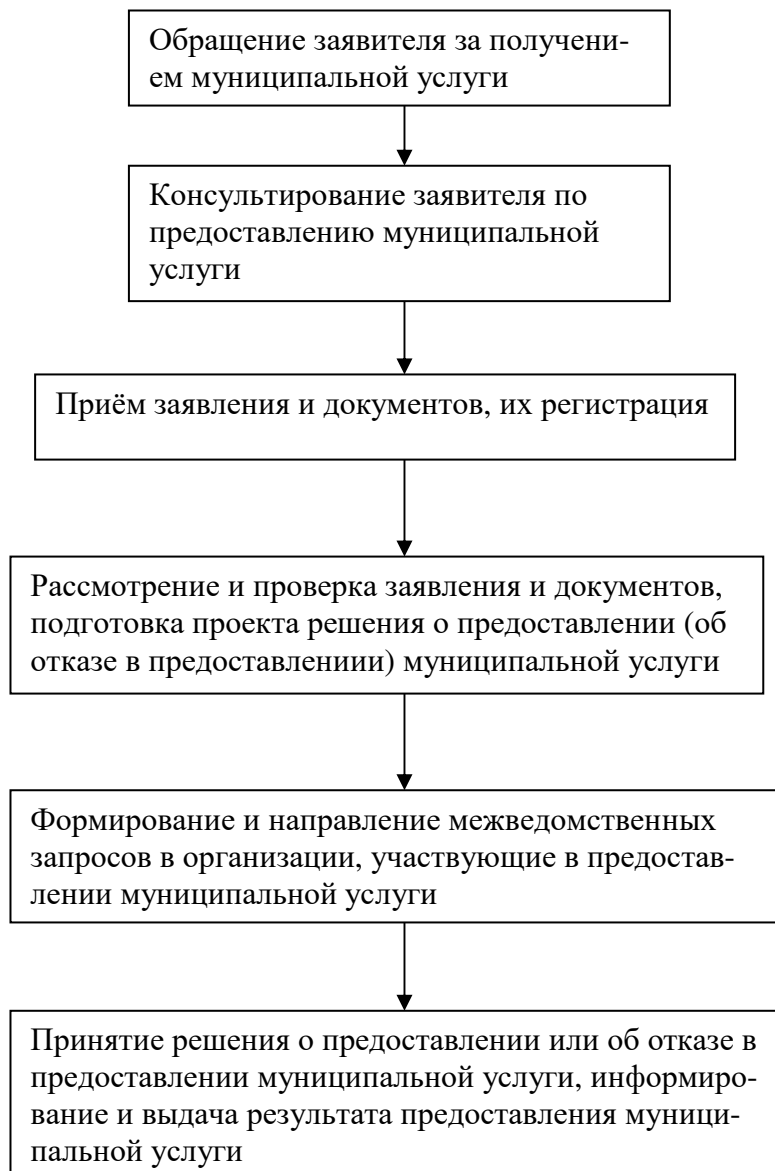 Обращение заявителя за получени-
ем муниципальной услуги
Консультирование заявителя по
предоставлению муниципальной
услуги
Приём заявления и документов, их регистрация
Рассмотрение и проверка заявления и документов,
подготовка проекта решения о предоставлении (об
отказе в предоставлениии) муниципальной услуги
Формирование и направление межведомственных
запросов в организации, участвующие в предостав-
лении муниципальной услуги
Принятие решения о предоставлении или об отказе в
предоставлении муниципальной услуги, информиро-
вание и выдача результата предоставления муници-
пальной услуги